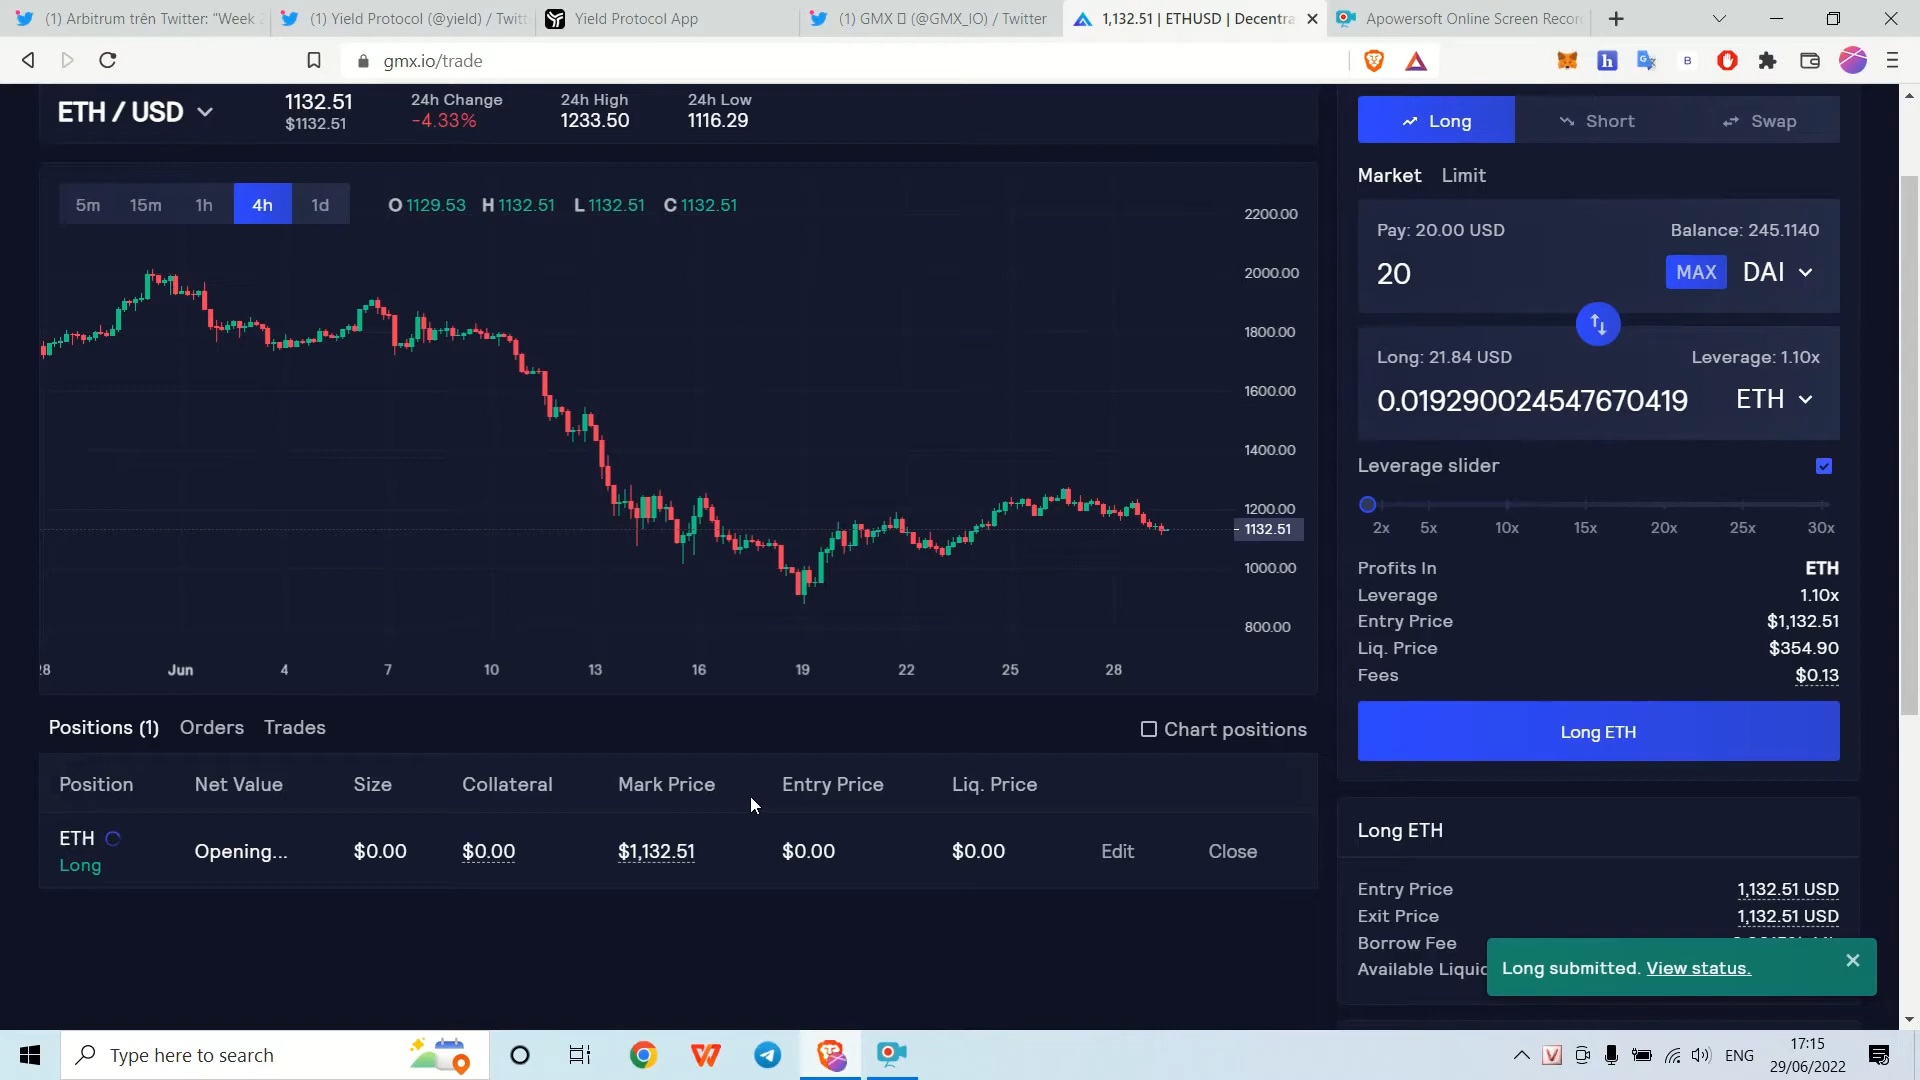 (1) Arbitrum trên Twitter: "Week
(1) Yield Protocol (@yield) / Twitt
Yield Protocol App
(1) GMX (@GMX_IO) / Twitter
1,132.51 | ETHUSD | Decentra
Apowersoft Online Screen Record
gmx.io/trade
ETH / USD
1132.51
$1132.51
24h Change
-4.33%
24h High
1233.50
24h Low
1116.29
5m 15m 1h 4h 1d
O 1129.53 H 1132.51 L 1132.51 C 1132.51
2200.00
2000.00
1800.00
1600.00
1400.00
1200.00
1132.51
1000.00
800.00
28 Jun 4 7 10 13 16 19 22 25 28
Positions (1) Orders Trades
Chart positions
Position Net Value Size Collateral Mark Price Entry Price Liq. Price
ETH
Long
Opening... $0.00 $0.00 $1,132.51 $0.00 $0.00 Edit Close
Long Short Swap
Market Limit
Pay: 20.00 USD Balance: 245.1140
20 MAX DAI
Long: 21.84 USD Leverage: 1.10x
0.019290024547670419 ETH
Leverage slider
2x 5x 10x 15x 20x 25x 30x
Profits In ETH
Leverage 1.10x
Entry Price $1,132.51
Liq. Price $354.90
Fees $0.13
Long ETH
Long ETH
Entry Price 1,132.51 USD
Exit Price 1,132.51 USD
Borrow Fee
Available Liquid
Long submitted. View status.
Type here to search
ENG
17:15
29/06/2022